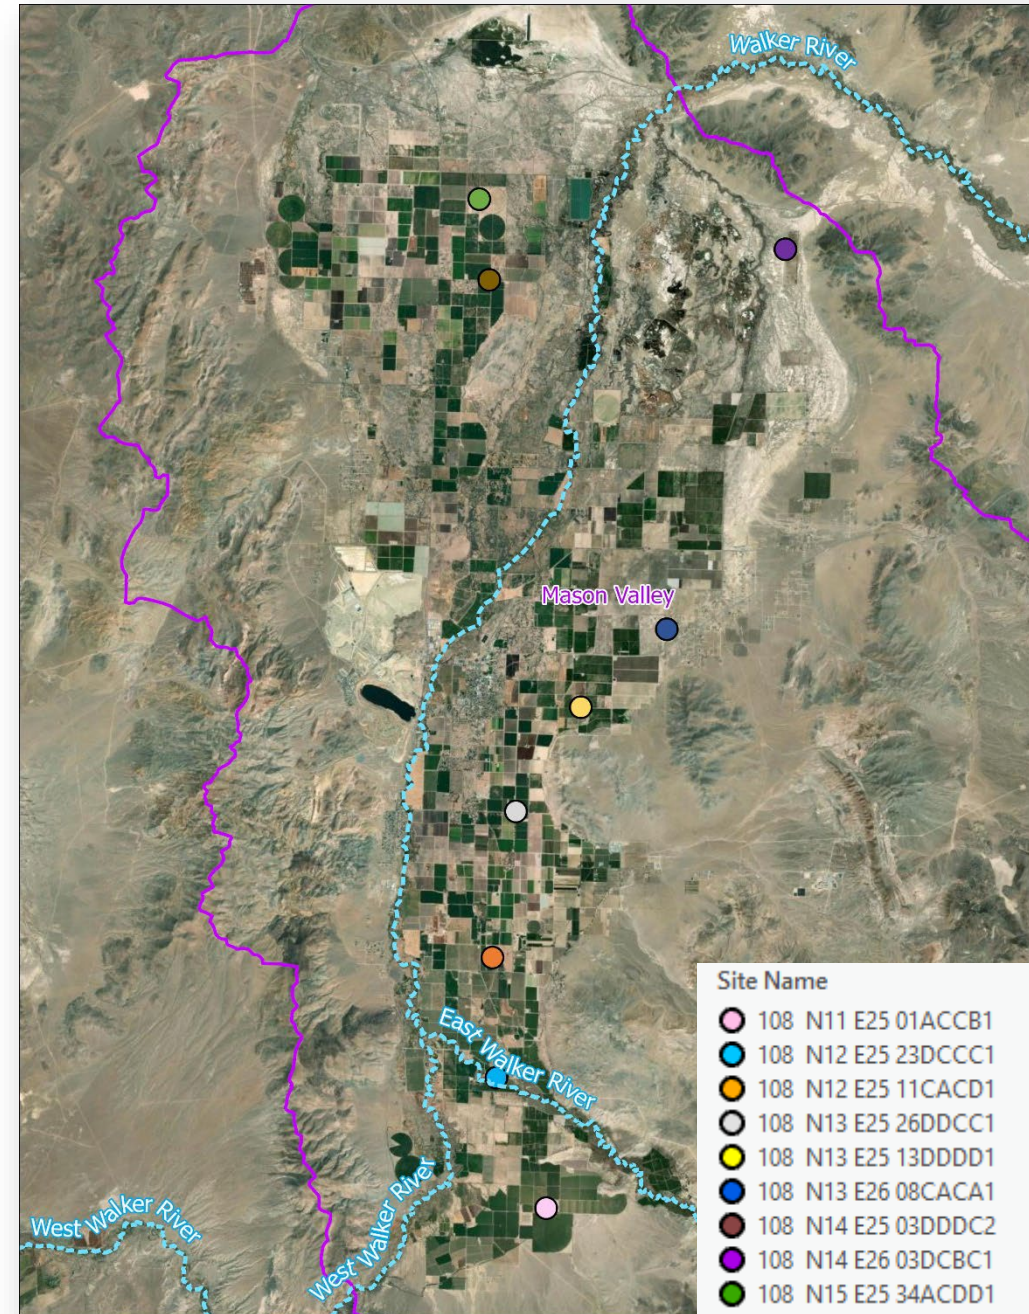 Walker River
Mason Valley
East Walker River
West Walker River
West Walker River
Site Name
108 N11 E25 01ACCB1
108 N12 E25 23DCCC1
108 N12 E25 11CACD1
108 N13 E25 26DDCC1
108 N13 E25 13DDDD1
108 N13 E26 08CACA1
108 N14 E25 03DDDC2
108 N14 E26 03DCBC1
108 N15 E25 34ACDD1